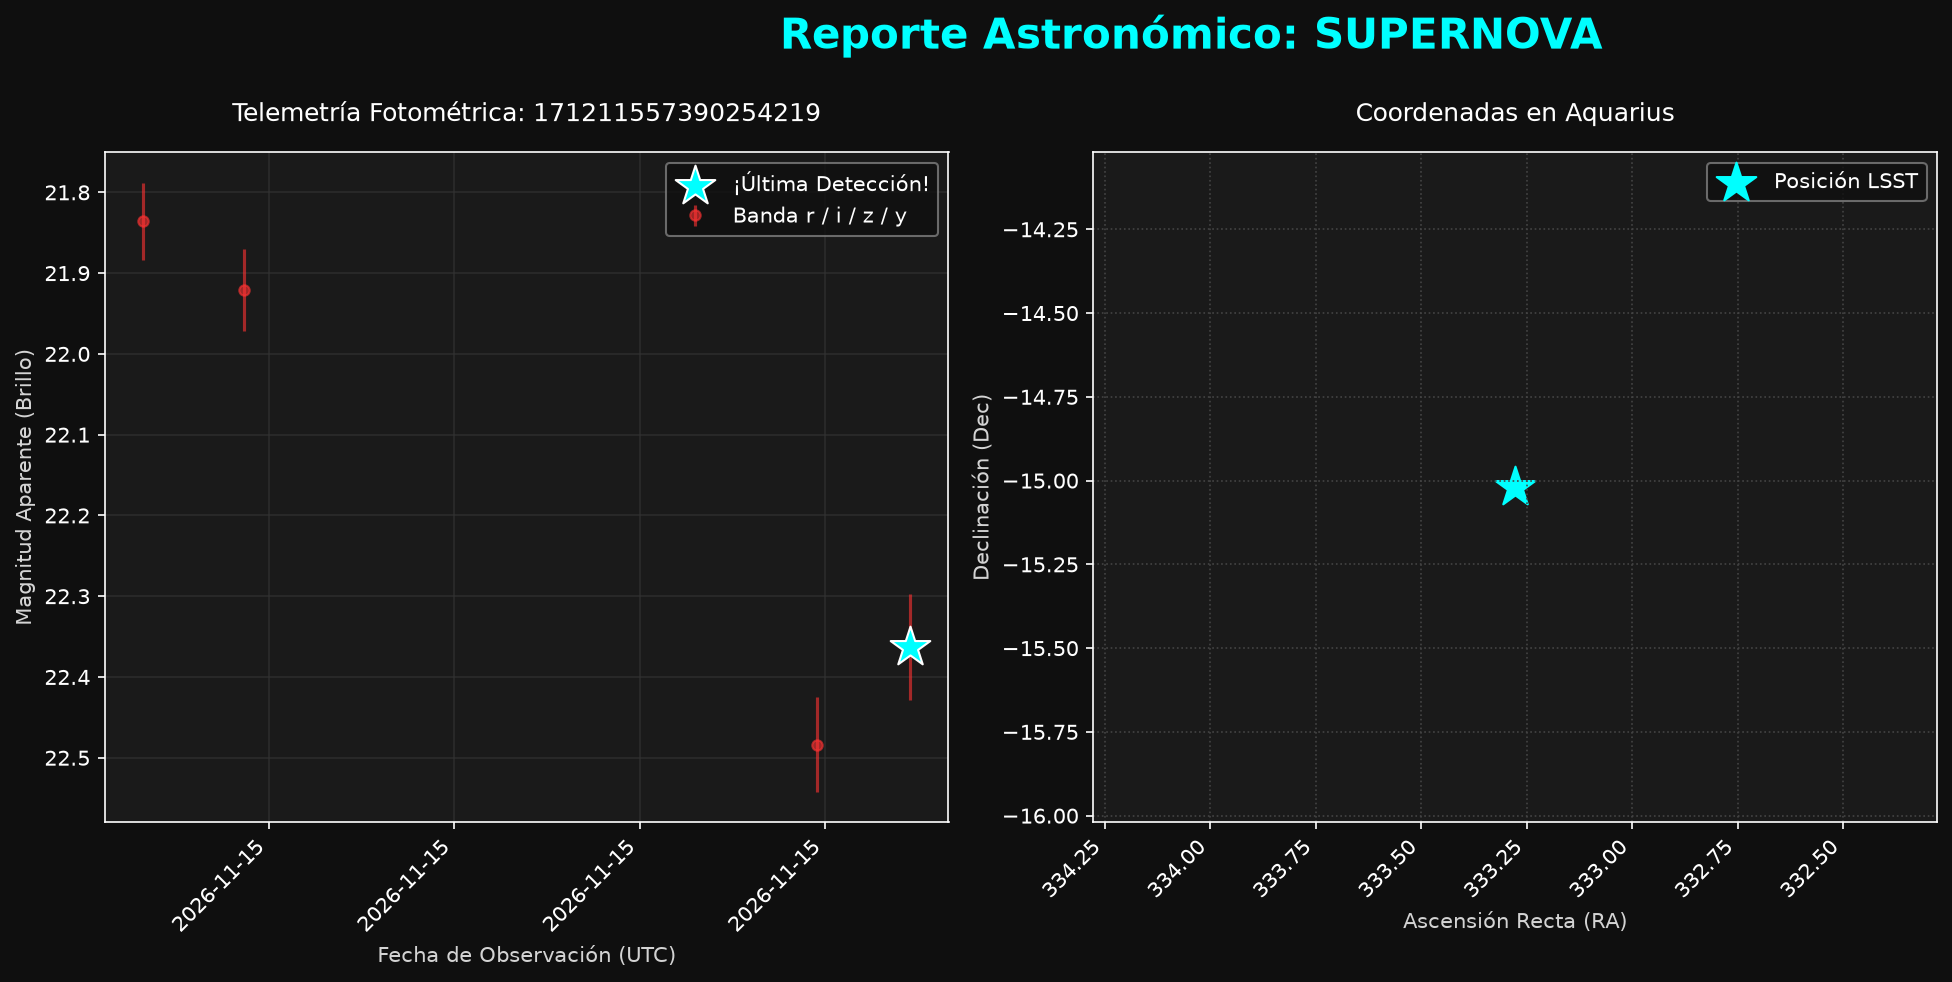 Reporte Astronómico: SUPERNOVA
Telemetría Fotométrica: 171211557390254219
¡Última Detección!
Banda r / i / z / y
Magnitud Aparente (Brillo)
21.8
21.9
22.0
22.1
22.2
22.3
22.4
22.5
2026-11-15
2026-11-15
2026-11-15
2026-11-15
Fecha de Observación (UTC)
Coordenadas en Aquarius
Posición LSST
Declinación (Dec)
−14.25
−14.50
−14.75
−15.00
−15.25
−15.50
−15.75
−16.00
334.25
334.00
333.75
333.50
333.25
333.00
332.75
332.50
Ascensión Recta (RA)